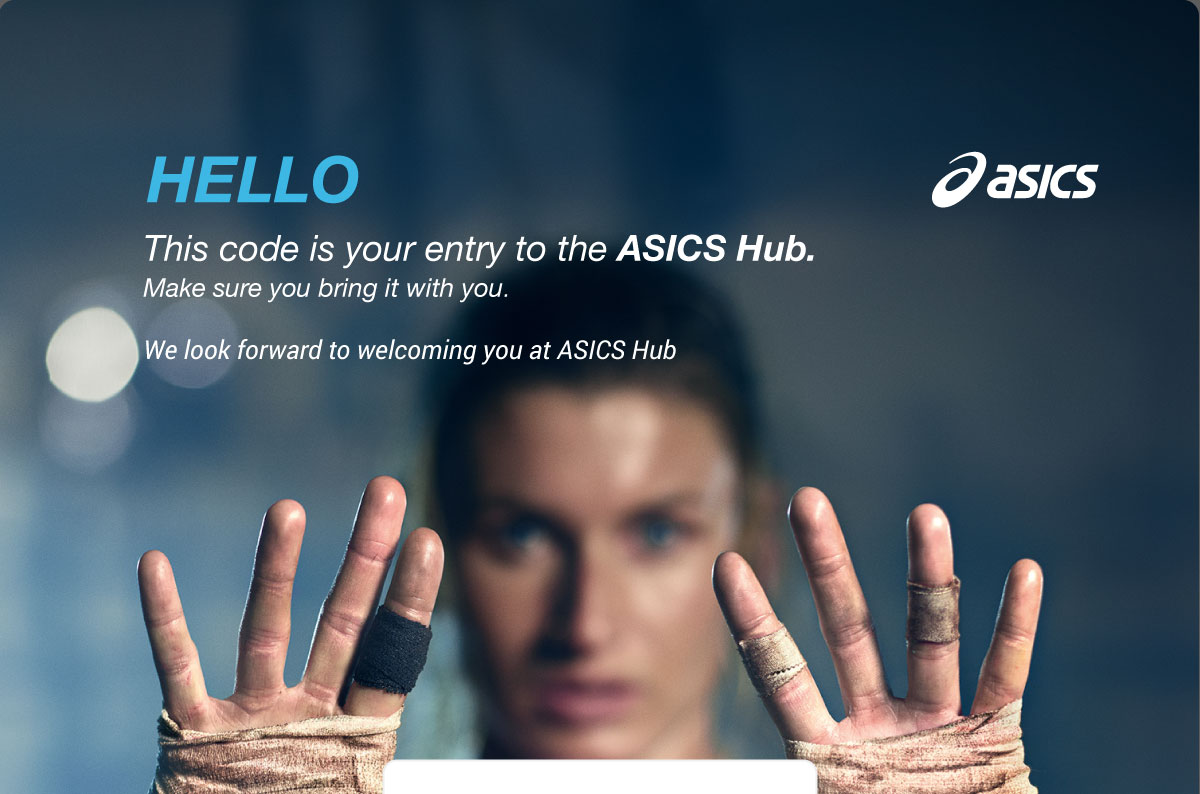 HELLO
asics
This code is your entry to the ASICS Hub.
Make sure you bring it with you.
We look forward to welcoming you at ASICS Hub